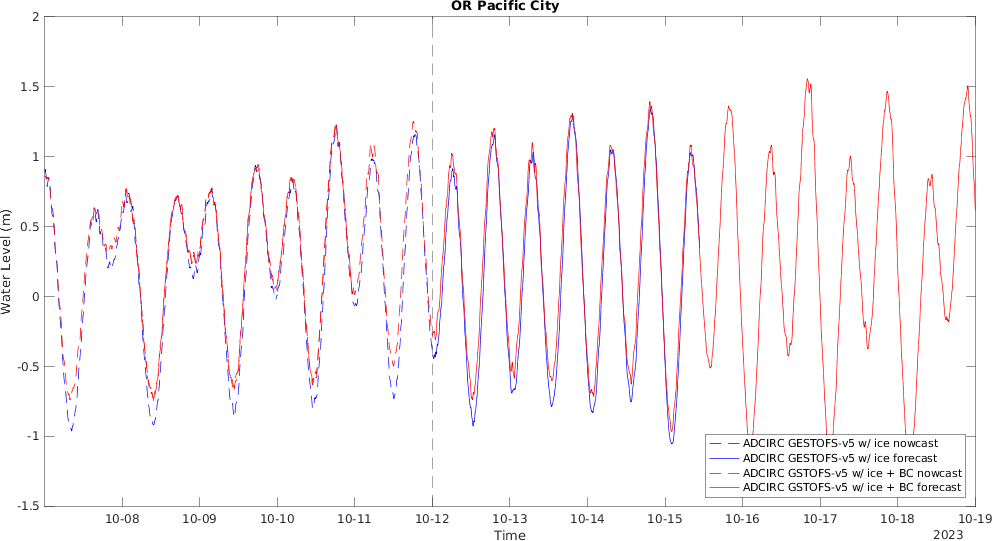 OR Pacific City
2
1.5
1
0.5
0
-0.5
-1
-1.5
Water Level (m)
ADCIRC GESTOFS-v5 w/ ice nowcast
ADCIRC GESTOFS-v5 w/ ice forecast
ADCIRC GSTOFS-v5 w/ ice + BC nowcast
ADCIRC GSTOFS-v5 w/ ice + BC forecast
10-08 10-09 10-10 10-11 10-12 10-13 10-14 10-15 10-16 10-17 10-18 10-19
Time
2023